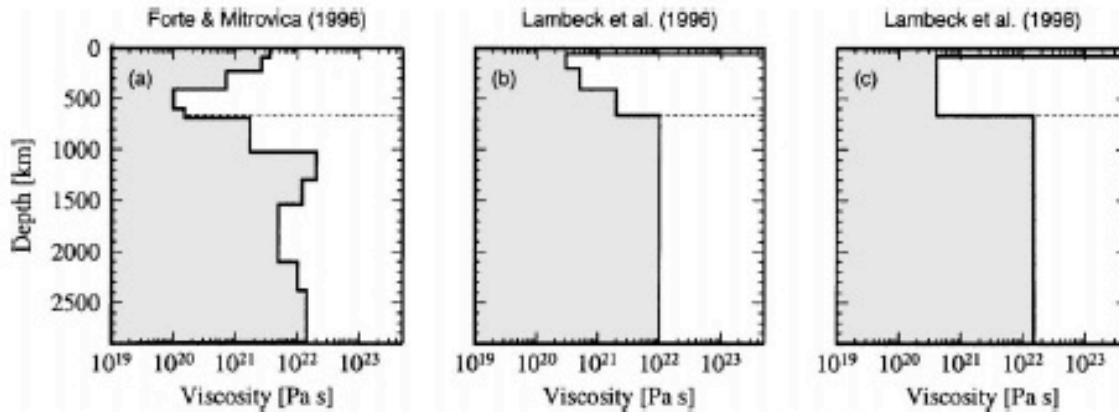 Forte & Mitrovica (1996)
Lambeck et al. (1996)
Lambeck et al. (1998)
(a)
(b)
(c)
Depth [km]
0
500
1000
1500
2000
2500
10¹⁹ 10²⁰ 10²¹ 10²² 10²³
10¹⁹ 10²⁰ 10²¹ 10²² 10²³
10¹⁹ 10²⁰ 10²¹ 10²² 10²³
Viscosity [Pa s]
Viscosity [Pa s]
Viscosity [Pa s]